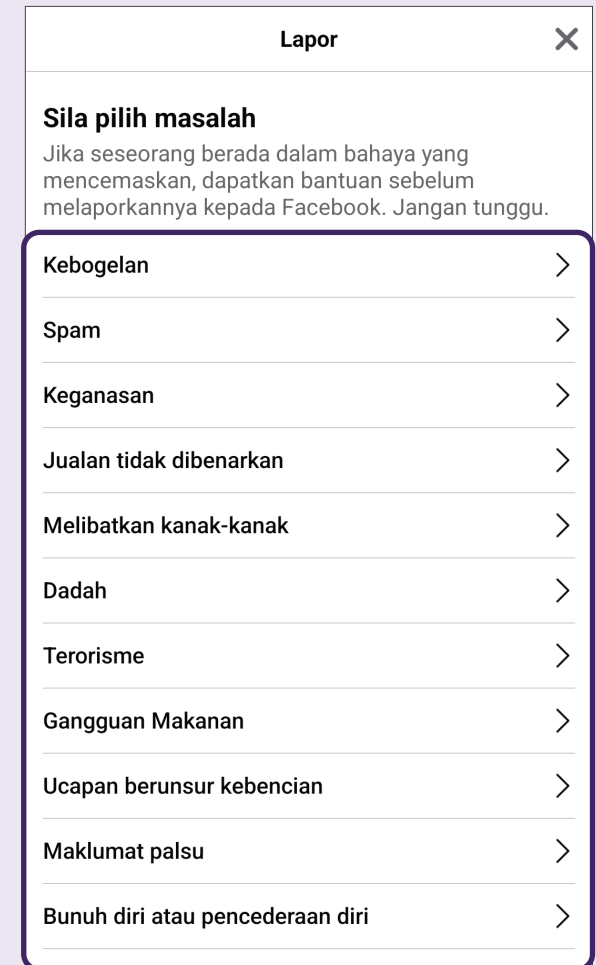 Lapor
Sila pilih masalah
Jika seseorang berada dalam bahaya yang
mencemaskan, dapatkan bantuan sebelum
melaporkannya kepada Facebook. Jangan tunggu.
Kebogelan
Spam
Keganasan
Jualan tidak dibenarkan
Melibatkan kanak-kanak
Dadah
Terorisme
Gangguan Makanan
Ucapan berunsur kebencian
Maklumat palsu
Bunuh diri atau pencederaan diri